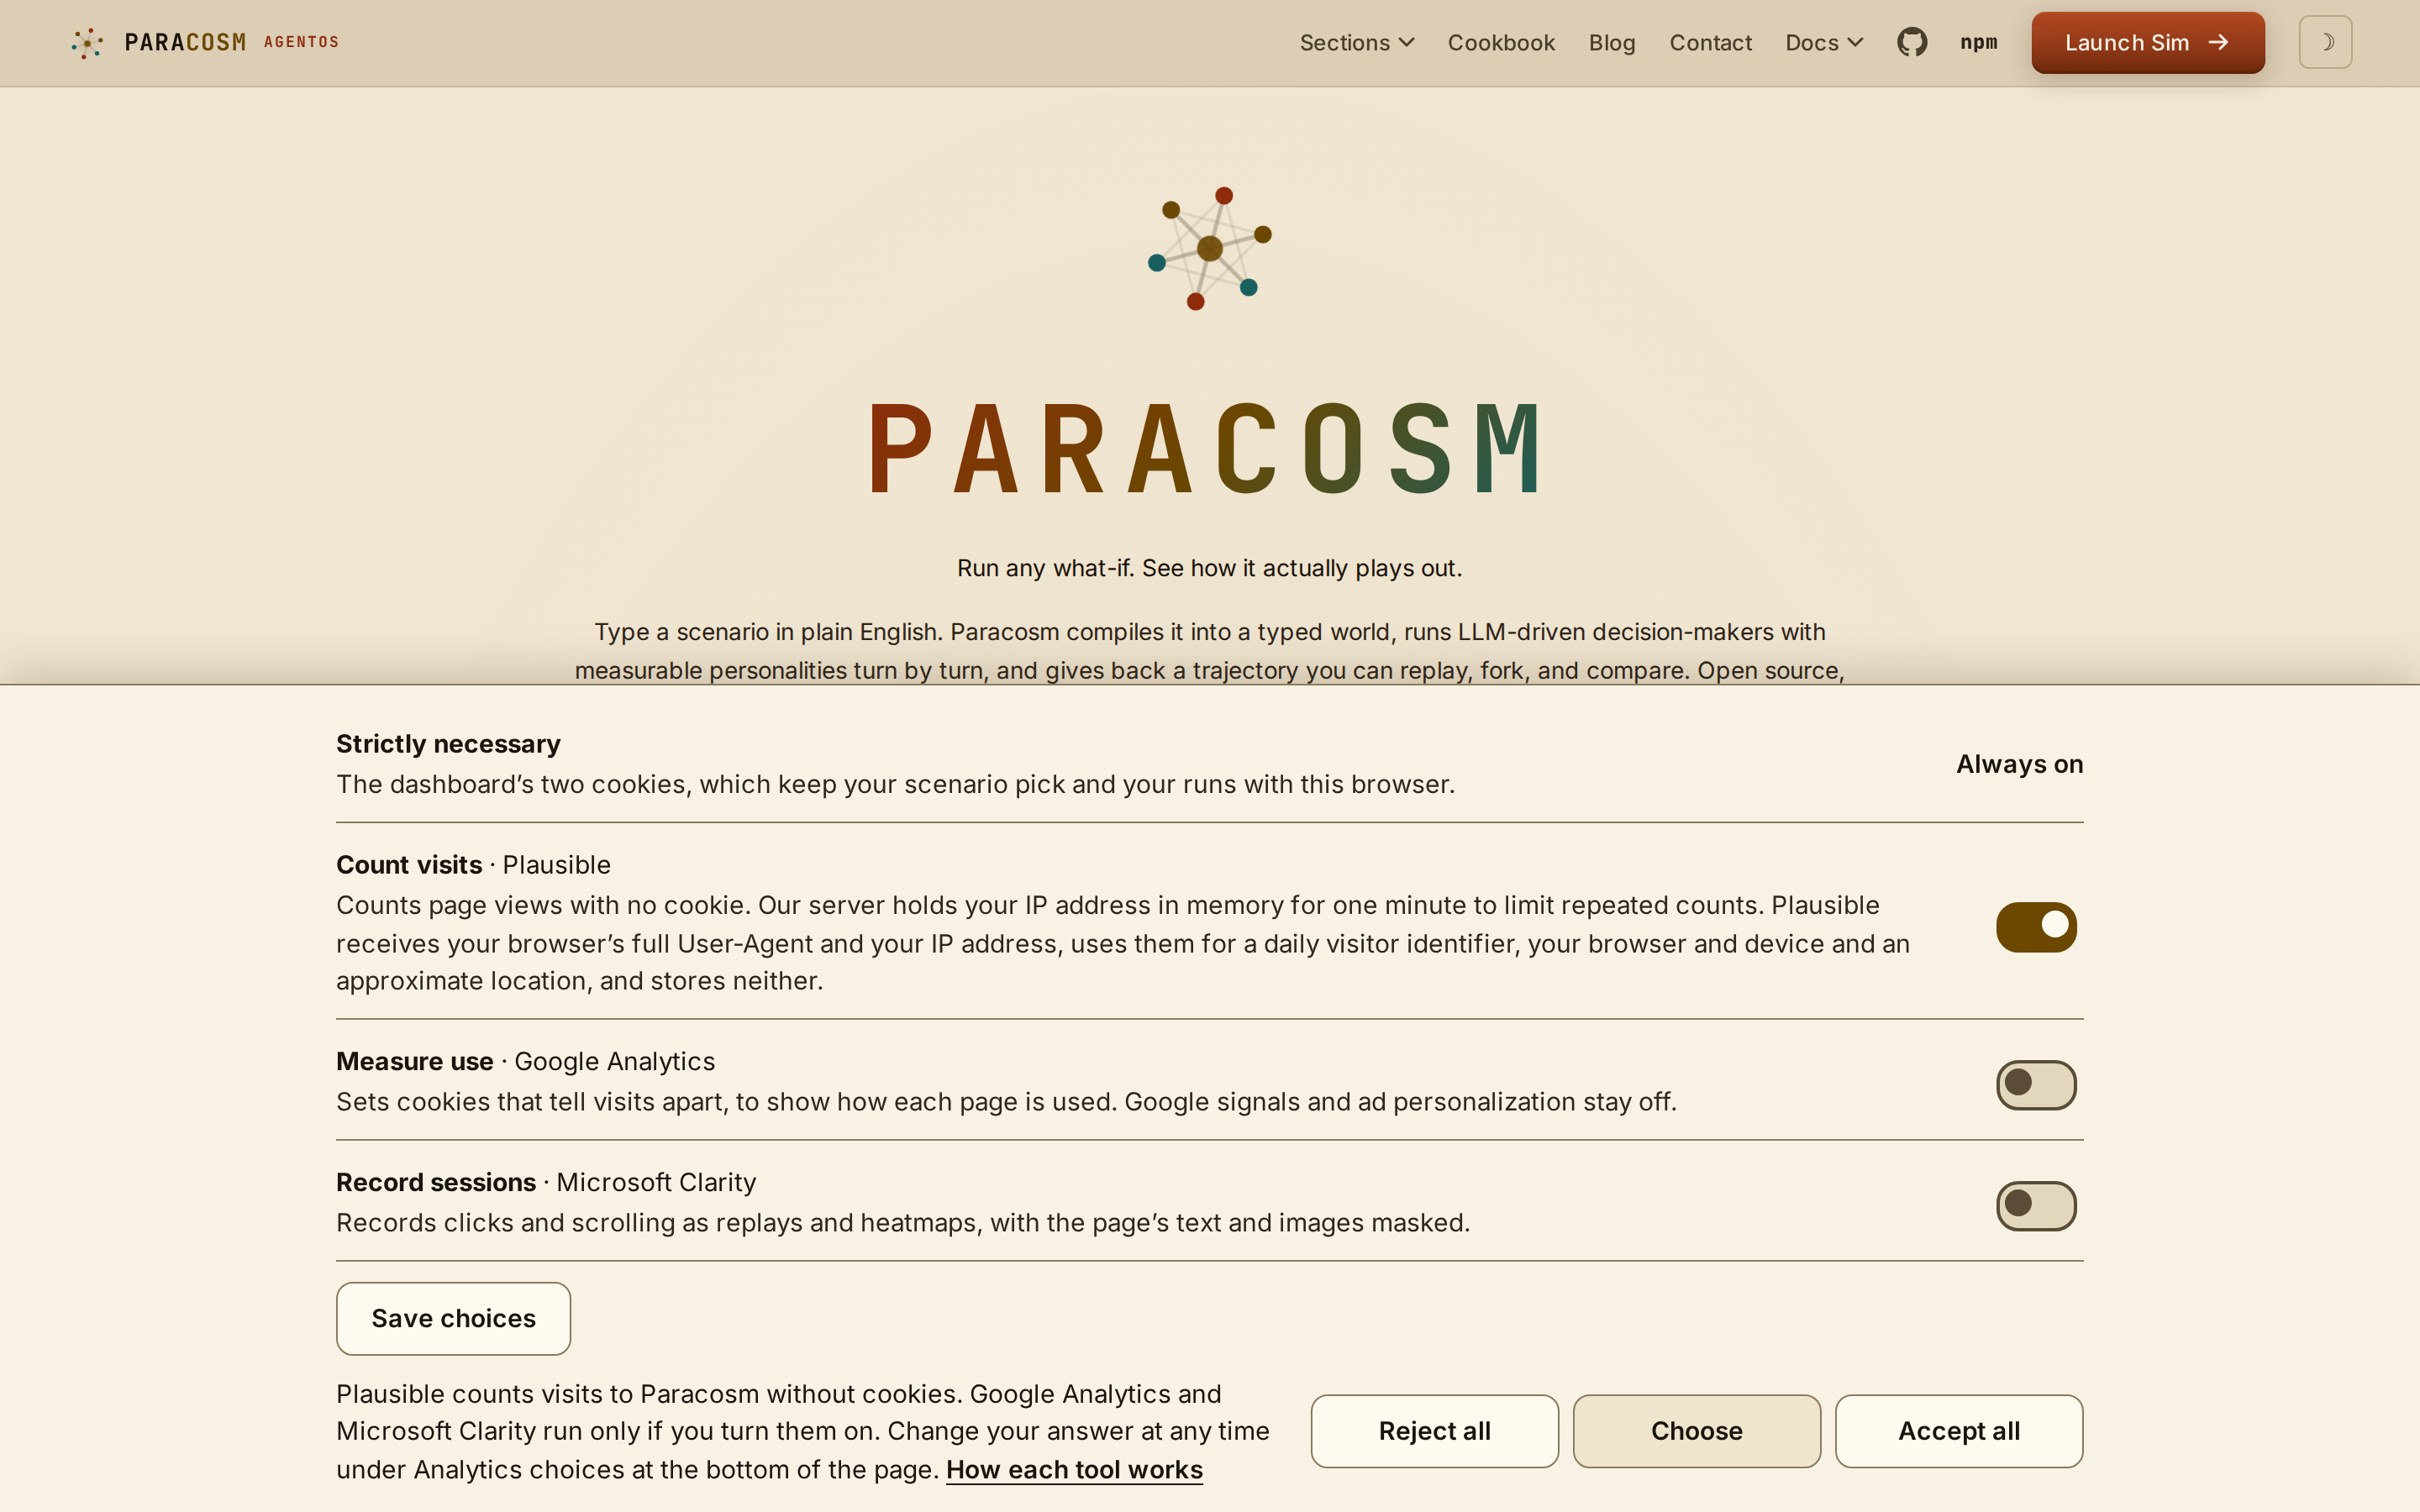 PARACOSM AGENTOS
Sections Cookbook Blog Contact Docs npm Launch Sim →
PARACOSM
Run any what-if. See how it actually plays out.
Type a scenario in plain English. Paracosm compiles it into a typed world, runs LLM-driven decision-makers with
measurable personalities turn by turn, and gives back a trajectory you can replay, fork, and compare. Open source,
Strictly necessary
The dashboard’s two cookies, which keep your scenario pick and your runs with this browser.
Always on
Count visits · Plausible
Counts page views with no cookie. Our server holds your IP address in memory for one minute to limit repeated counts. Plausible
receives your browser’s full User-Agent and your IP address, uses them for a daily visitor identifier, your browser and device and an
approximate location, and stores neither.
Measure use · Google Analytics
Sets cookies that tell visits apart, to show how each page is used. Google signals and ad personalization stay off.
Record sessions · Microsoft Clarity
Records clicks and scrolling as replays and heatmaps, with the page’s text and images masked.
Save choices
Plausible counts visits to Paracosm without cookies. Google Analytics and
Microsoft Clarity run only if you turn them on. Change your answer at any time
under Analytics choices at the bottom of the page. How each tool works
Reject all Choose Accept all